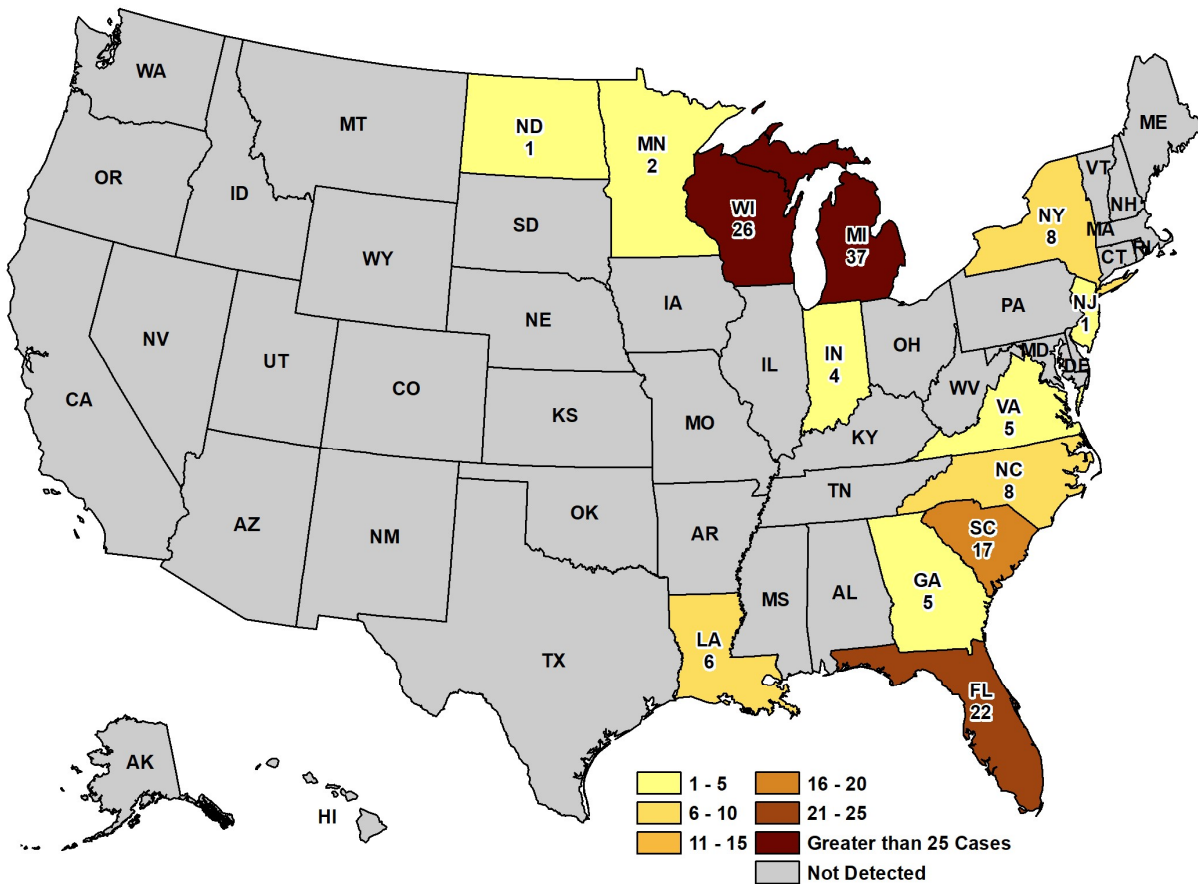 WA
MT
ND
1
MN
2
ME
OR
ID
SD
WI
26
MI
37
VT
NH
NY
8
MA
CT
RI
WY
IA
NE
PA
NJ
1
NV
UT
CO
IL
IN
4
OH
MD
DE
WV
VA
5
CA
KS
MO
KY
NC
8
TN
AZ
NM
OK
AR
SC
17
MS
AL
GA
5
TX
LA
6
FL
22
AK
HI
1 - 5
6 - 10
11 - 15
16 - 20
21 - 25
Greater than 25 Cases
Not Detected